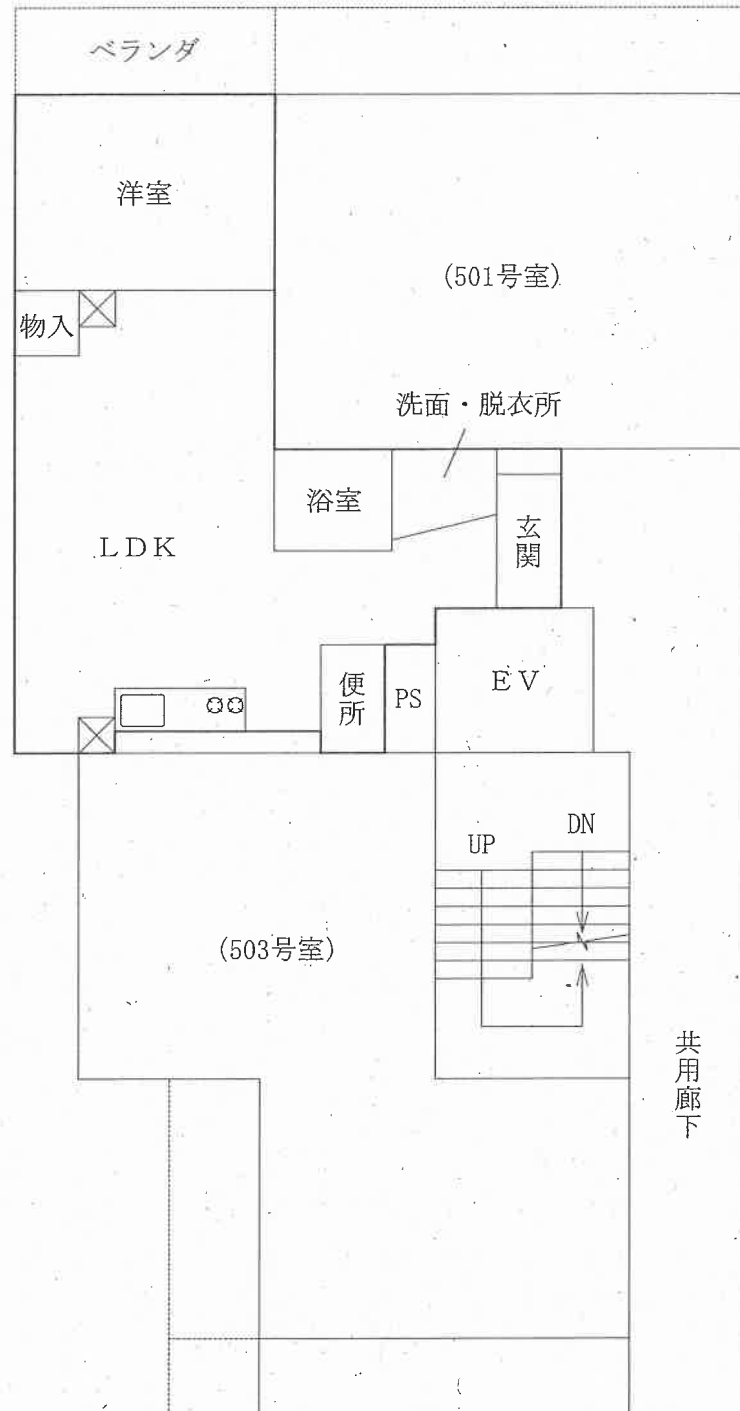 ベランダ
洋室
(501号室)
物入
洗面・脱衣所
浴室
玄関
LDK
便所
PS
EV
UP
DN
(503号室)
共用廊下